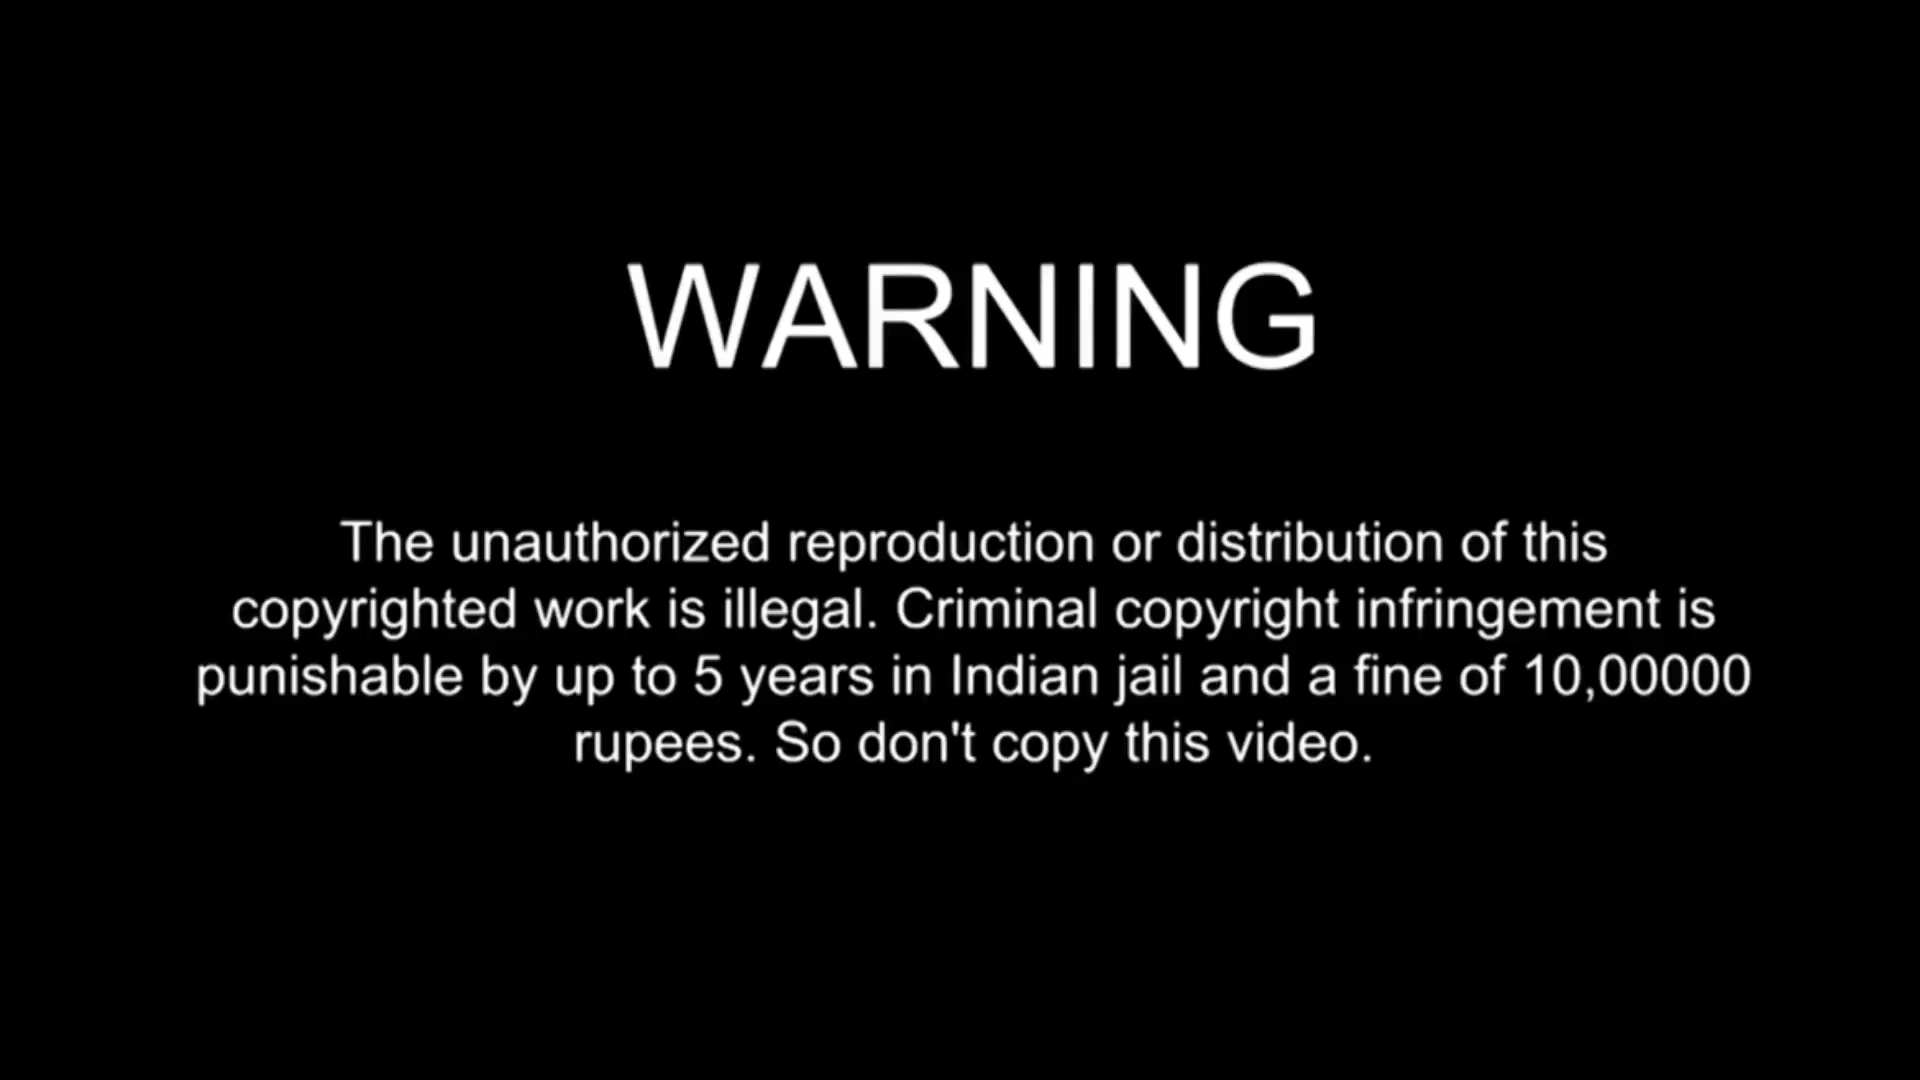 WARNING
The unauthorized reproduction or distribution of this
copyrighted work is illegal. Criminal copyright infringement is
punishable by up to 5 years in Indian jail and a fine of 10,00000
rupees. So don't copy this video.